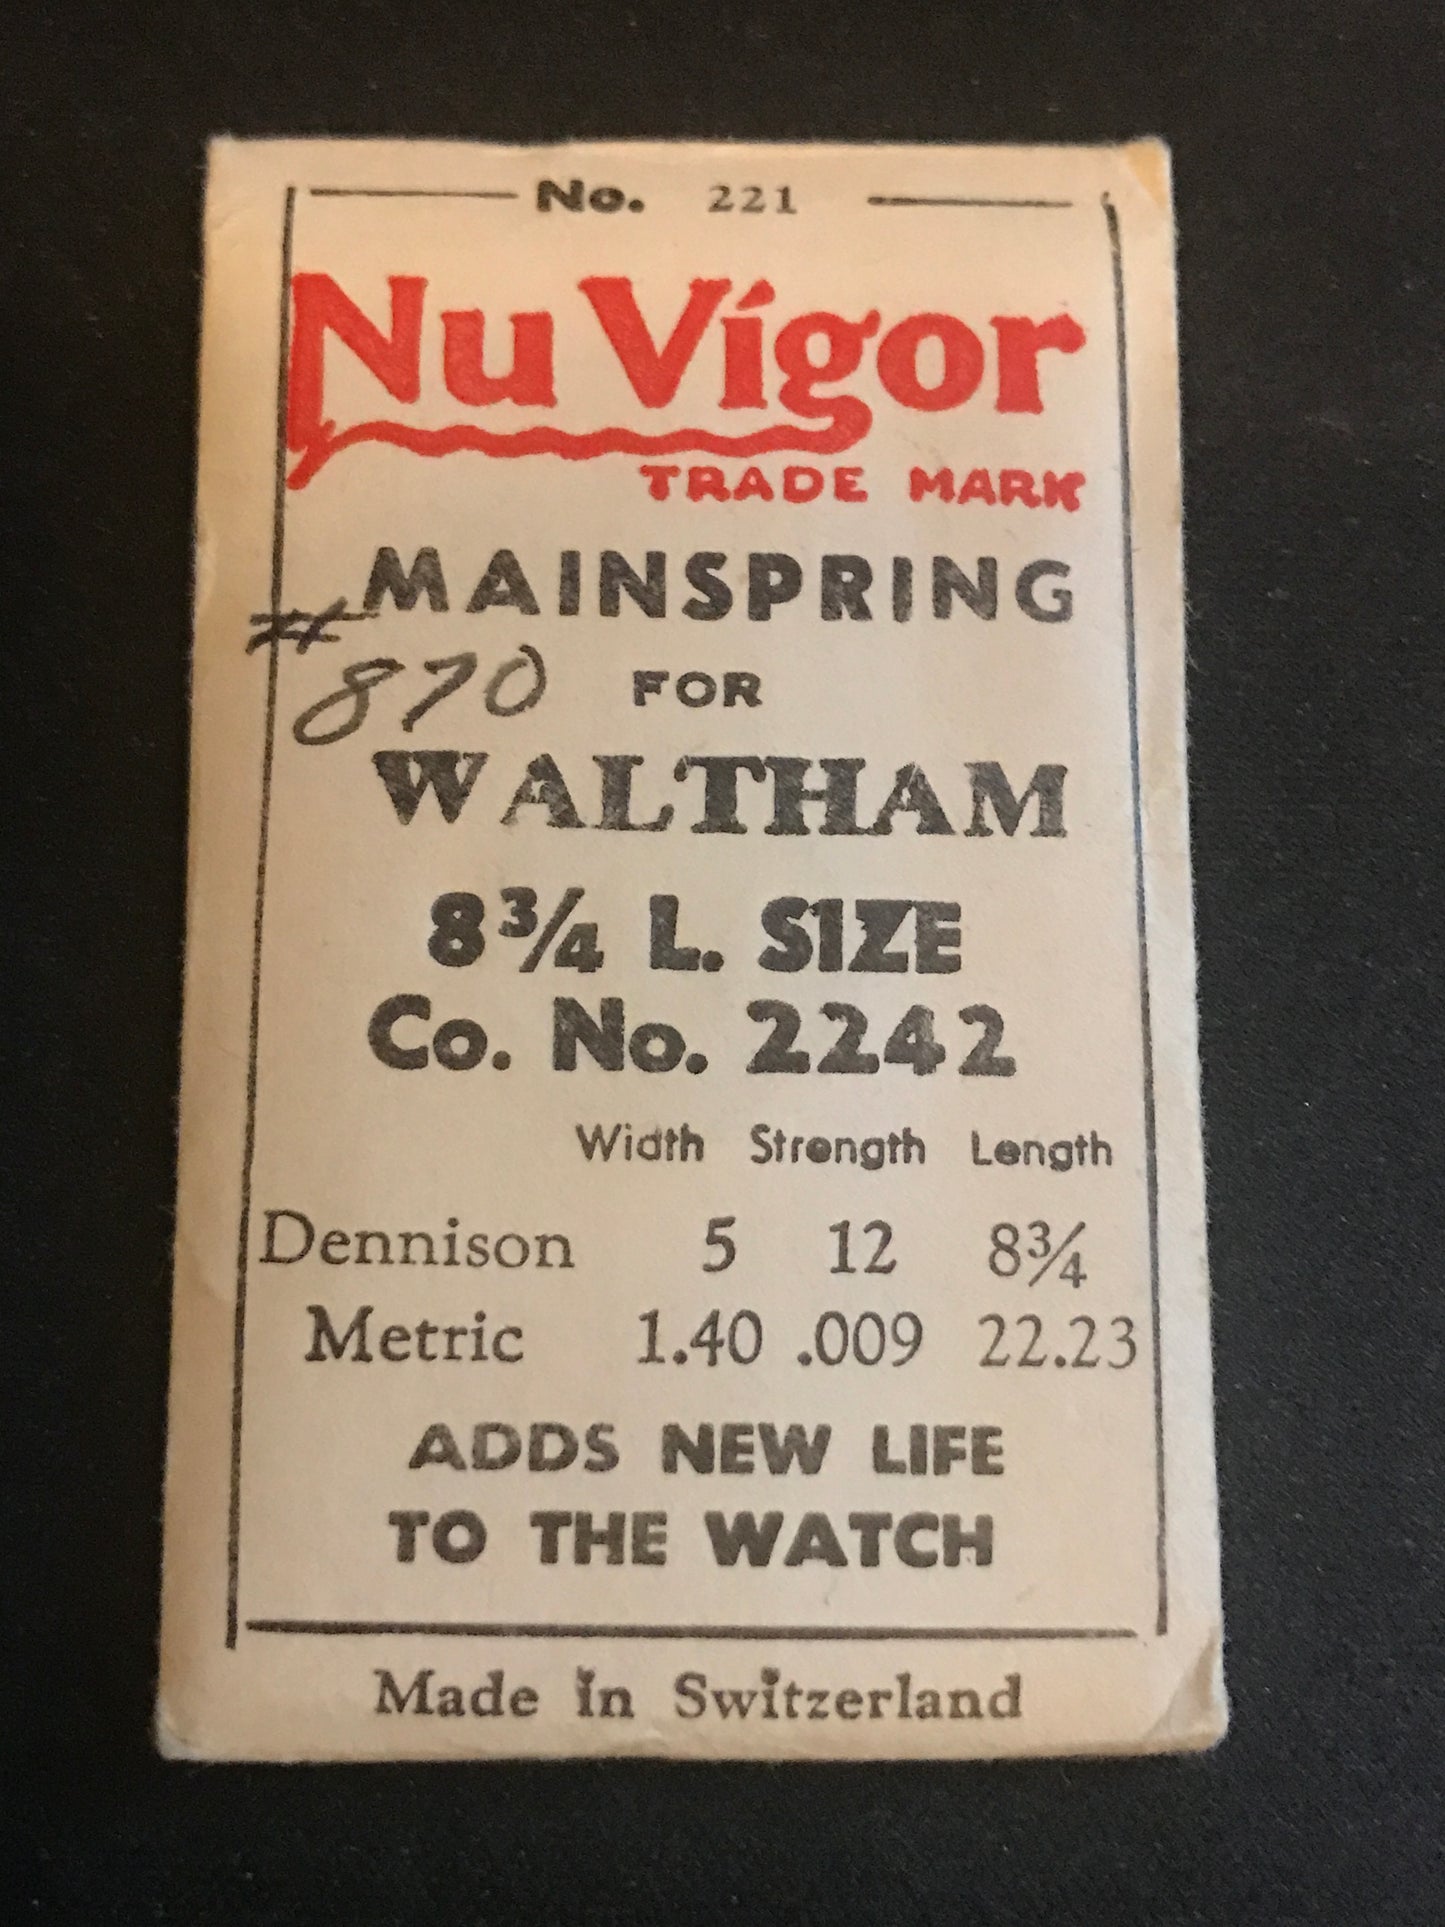 No. 221
Nu Vigor
TRADE MARK
MAINSPRING
#870 FOR
WALTHAM
8¾ L. SIZE
Co. No. 2242
Width Strength Length
Dennison 5 12 8¾
Metric 1.40 .009 22.23
ADDS NEW LIFE
TO THE WATCH
Made in Switzerland